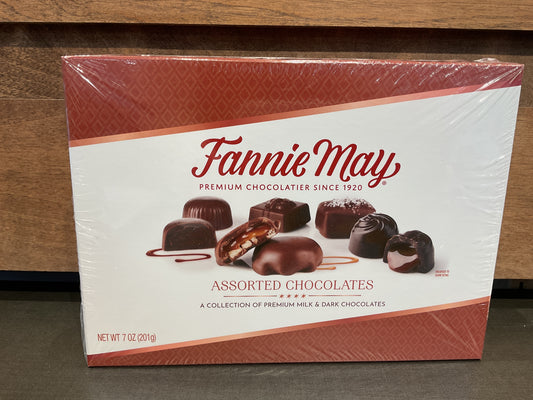 Fannie May®
PREMIUM CHOCOLATIER SINCE 1920
ASSORTED CHOCOLATES
A COLLECTION OF PREMIUM MILK & DARK CHOCOLATES
NET WT 7 OZ (201g)